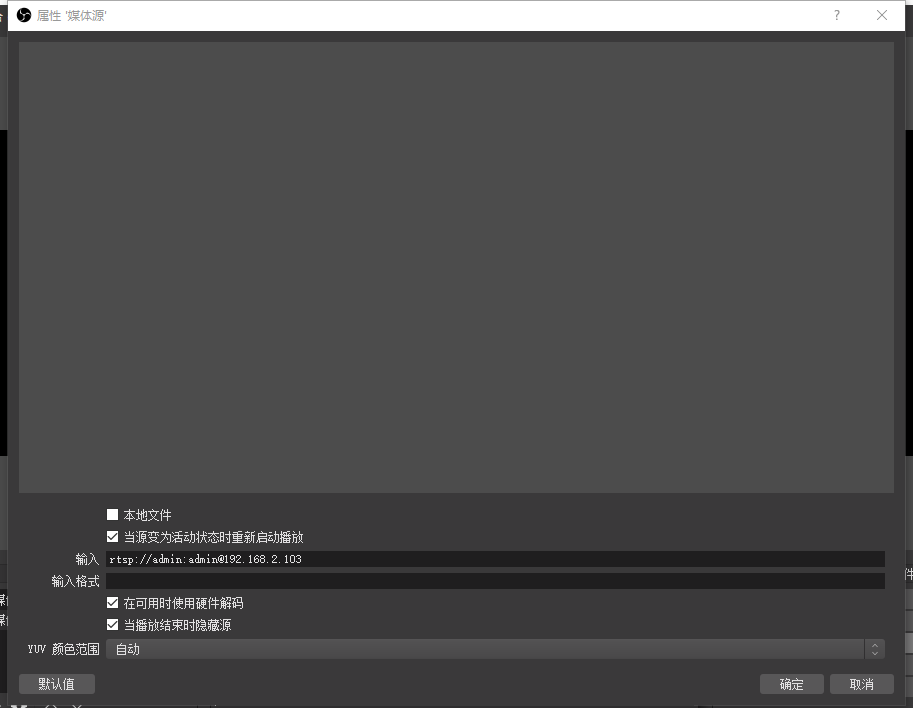 属性 '媒体源'
本地文件
当源变为活动状态时重新启动播放
输入 rtsp://admin:admin@192.168.2.103
输入格式
在可用时使用硬件解码
当播放结束时隐藏源
YUV 颜色范围 自动
默认值 确定 取消